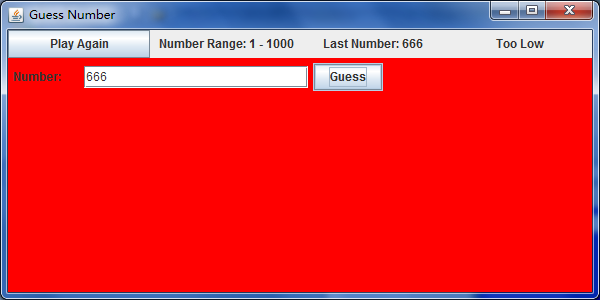 Guess Number
Play Again Number Range: 1 - 1000 Last Number: 666 Too Low
Number: 666 Guess